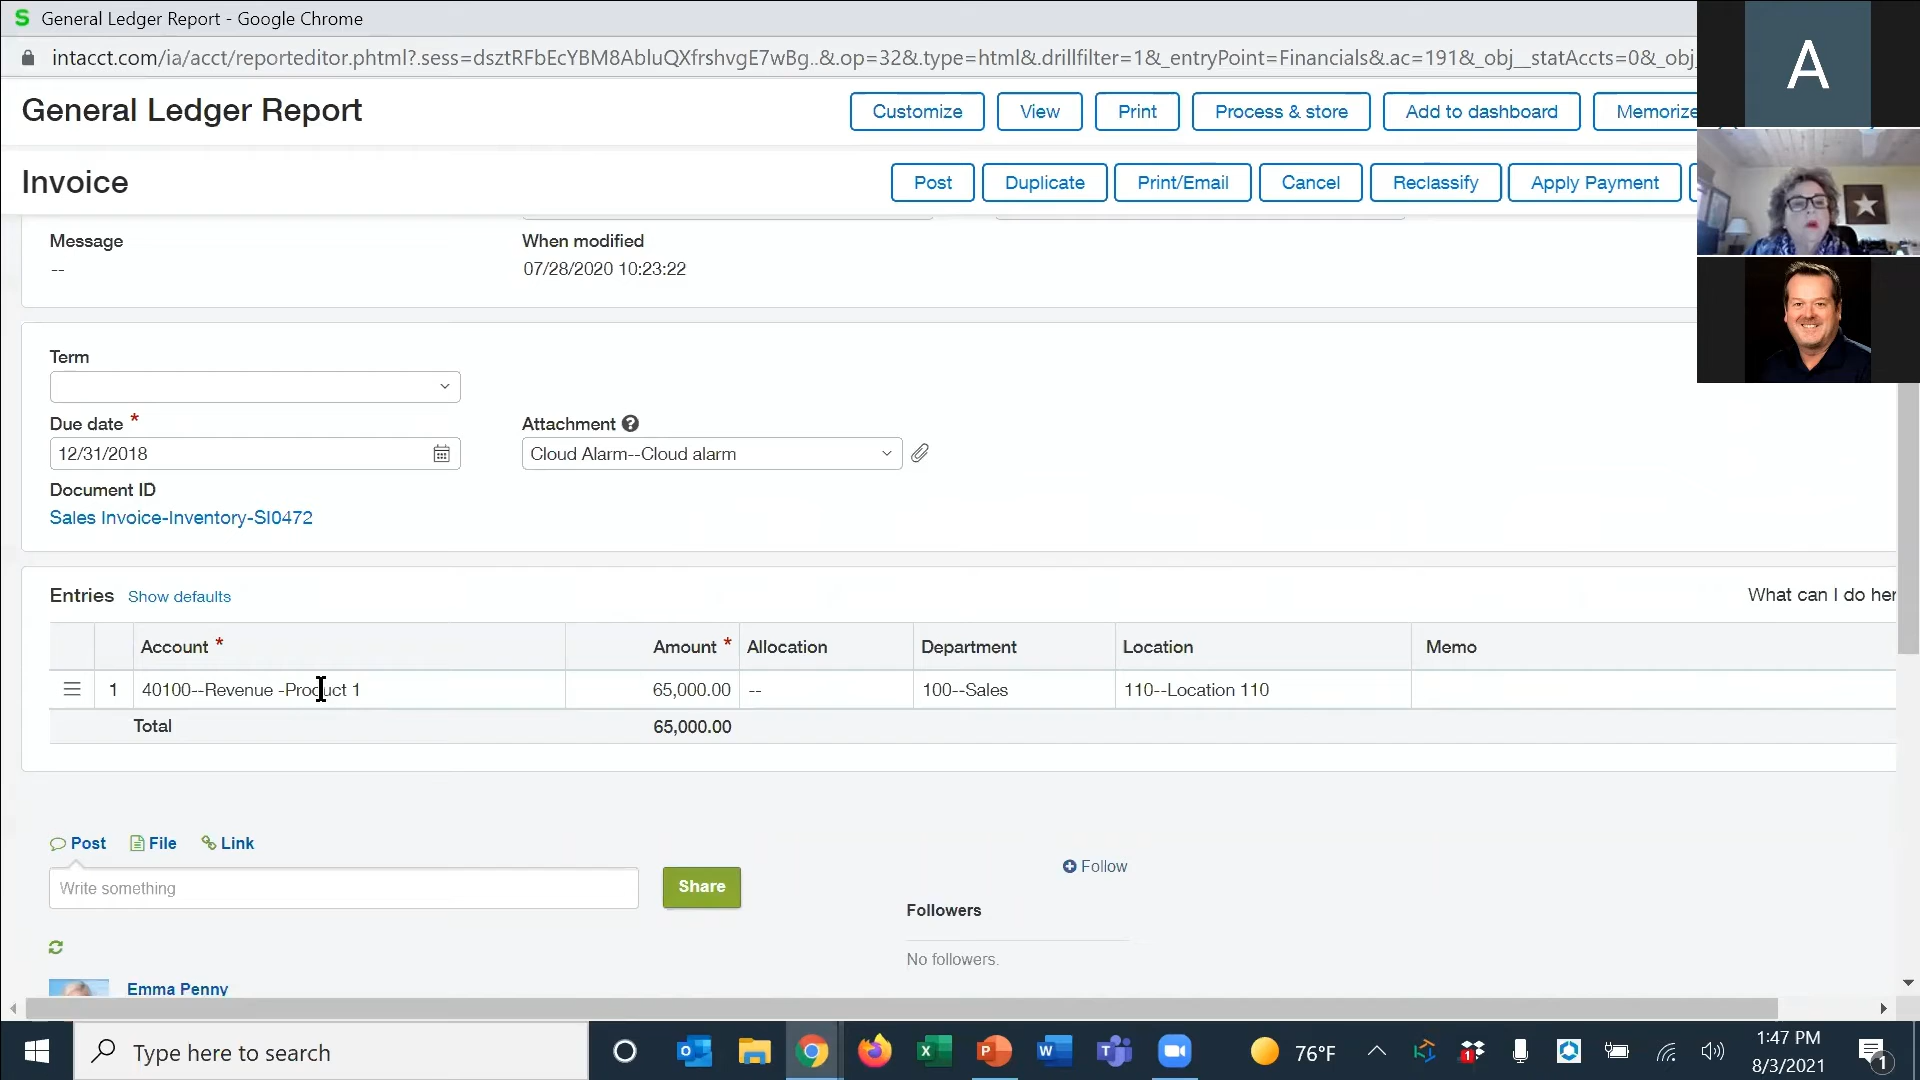 General Ledger Report - Google Chrome
intacct.com/ia/acct/reporteditor.phtml?.sess=dsztRFbEcYBM8AbluQXfrshvgE7wBg..&.op=32&.type=html&.drillfilter=1&_entryPoint=Financials&.ac=191&_obj__statAccts=0&_obj_
A
General Ledger Report Customize View Print Process & store Add to dashboard Memorize
Invoice Post Duplicate Print/Email Cancel Reclassify Apply Payment
Message When modified
-- 07/28/2020 10:23:22
Term
Due date * Attachment ?
12/31/2018 Cloud Alarm--Cloud alarm
Document ID
Sales Invoice-Inventory-SI0472
Entries Show defaults What can I do her
Account * Amount * Allocation Department Location Memo
1 40100--Revenue -Product 1 65,000.00 -- 100--Sales 110--Location 110
Total 65,000.00
Post File Link
Follow
Write something Share
Followers
No followers.
Emma Penny
Type here to search 76°F 1:47 PM
8/3/2021 1